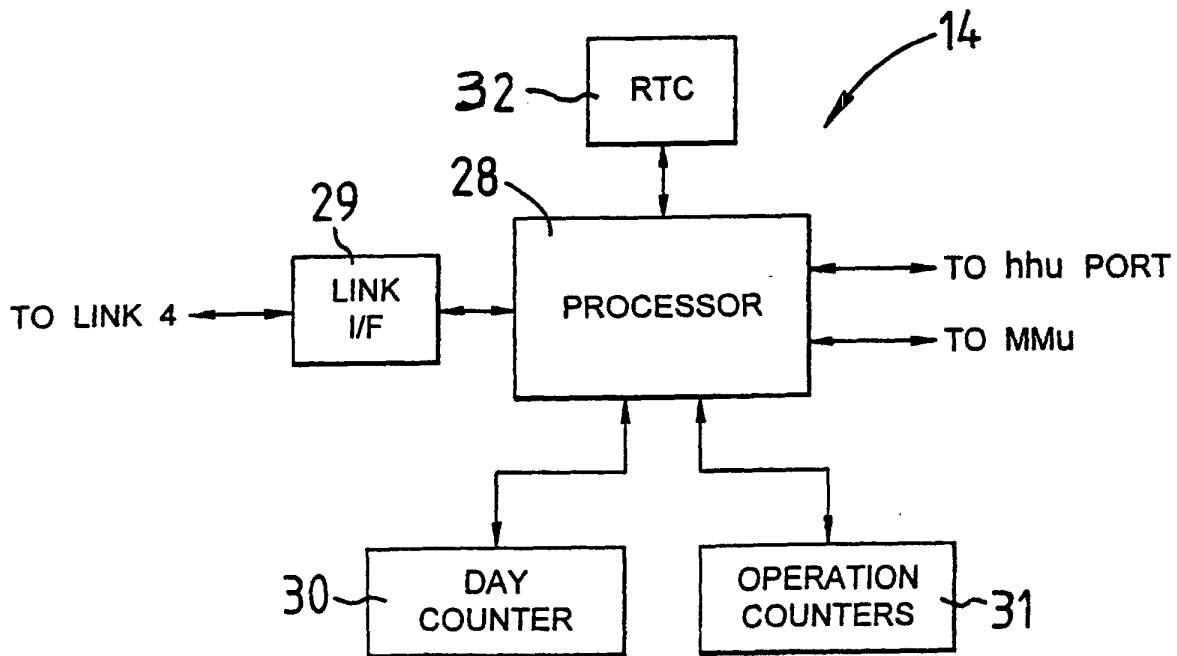 14
32
RTC
28
29
LINK
I/F
TO LINK 4
PROCESSOR
TO hhu PORT
TO MMu
30
DAY
COUNTER
OPERATION
COUNTERS
31